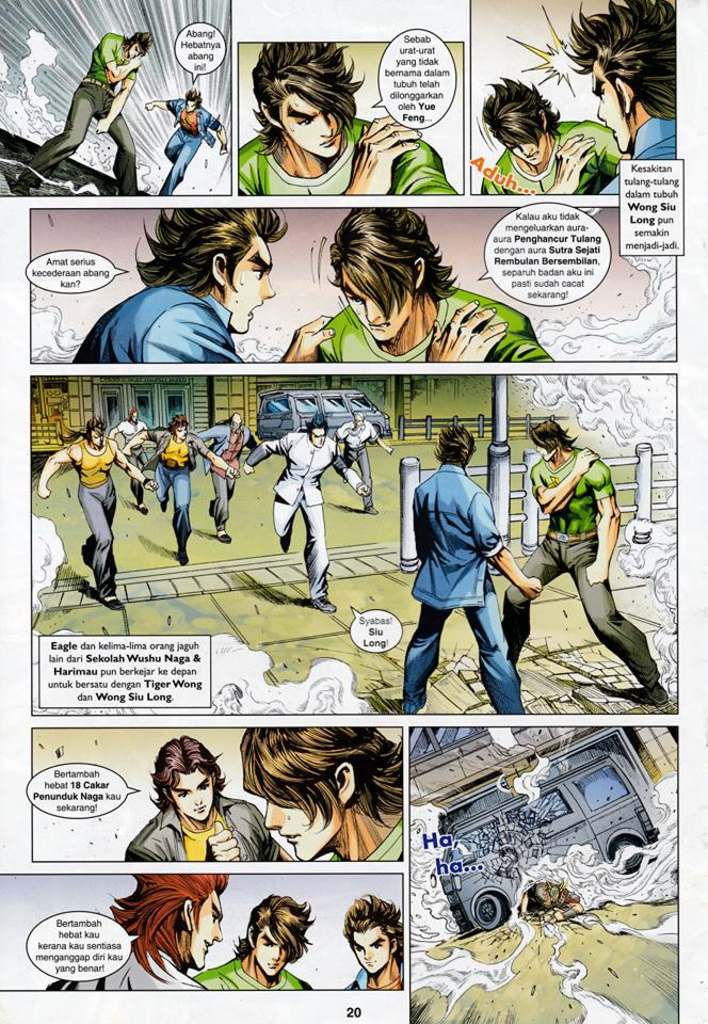 Abang!
Hebatnya
abang
ini!
Sebab
urat-urat
yang tidak
bernama dalam
tubuh telah
dilonggarkan
oleh Yue
Feng...
Aduh...
Kesakitan
tulang-tulang
dalam tubuh
Wong Siu
Long pun
semakin
menjadi-jadi.
Amat serius
kecederaan abang
kan?
Kalau aku tidak
mengeluarkan aura-
aura Penghancur Tulang
dengan aura Sutra Sejati
Rembulan Bersembilan,
separuh badan aku ini
pasti sudah cacat
sekarang!
Syabas!
Siu
Long!
Eagle dan kelima-lima orang jaguh
lain dari Sekolah Wushu Naga &
Harimau pun berkejar ke depan
untuk bersatu dengan Tiger Wong
dan Wong Siu Long.
Bertambah
hebat 18 Cakar
Penunduk Naga kau
sekarang!
Ha,
ha...
Bertambah
hebat kau
kerana kau sentiasa
menganggap diri kau
yang benar!
20